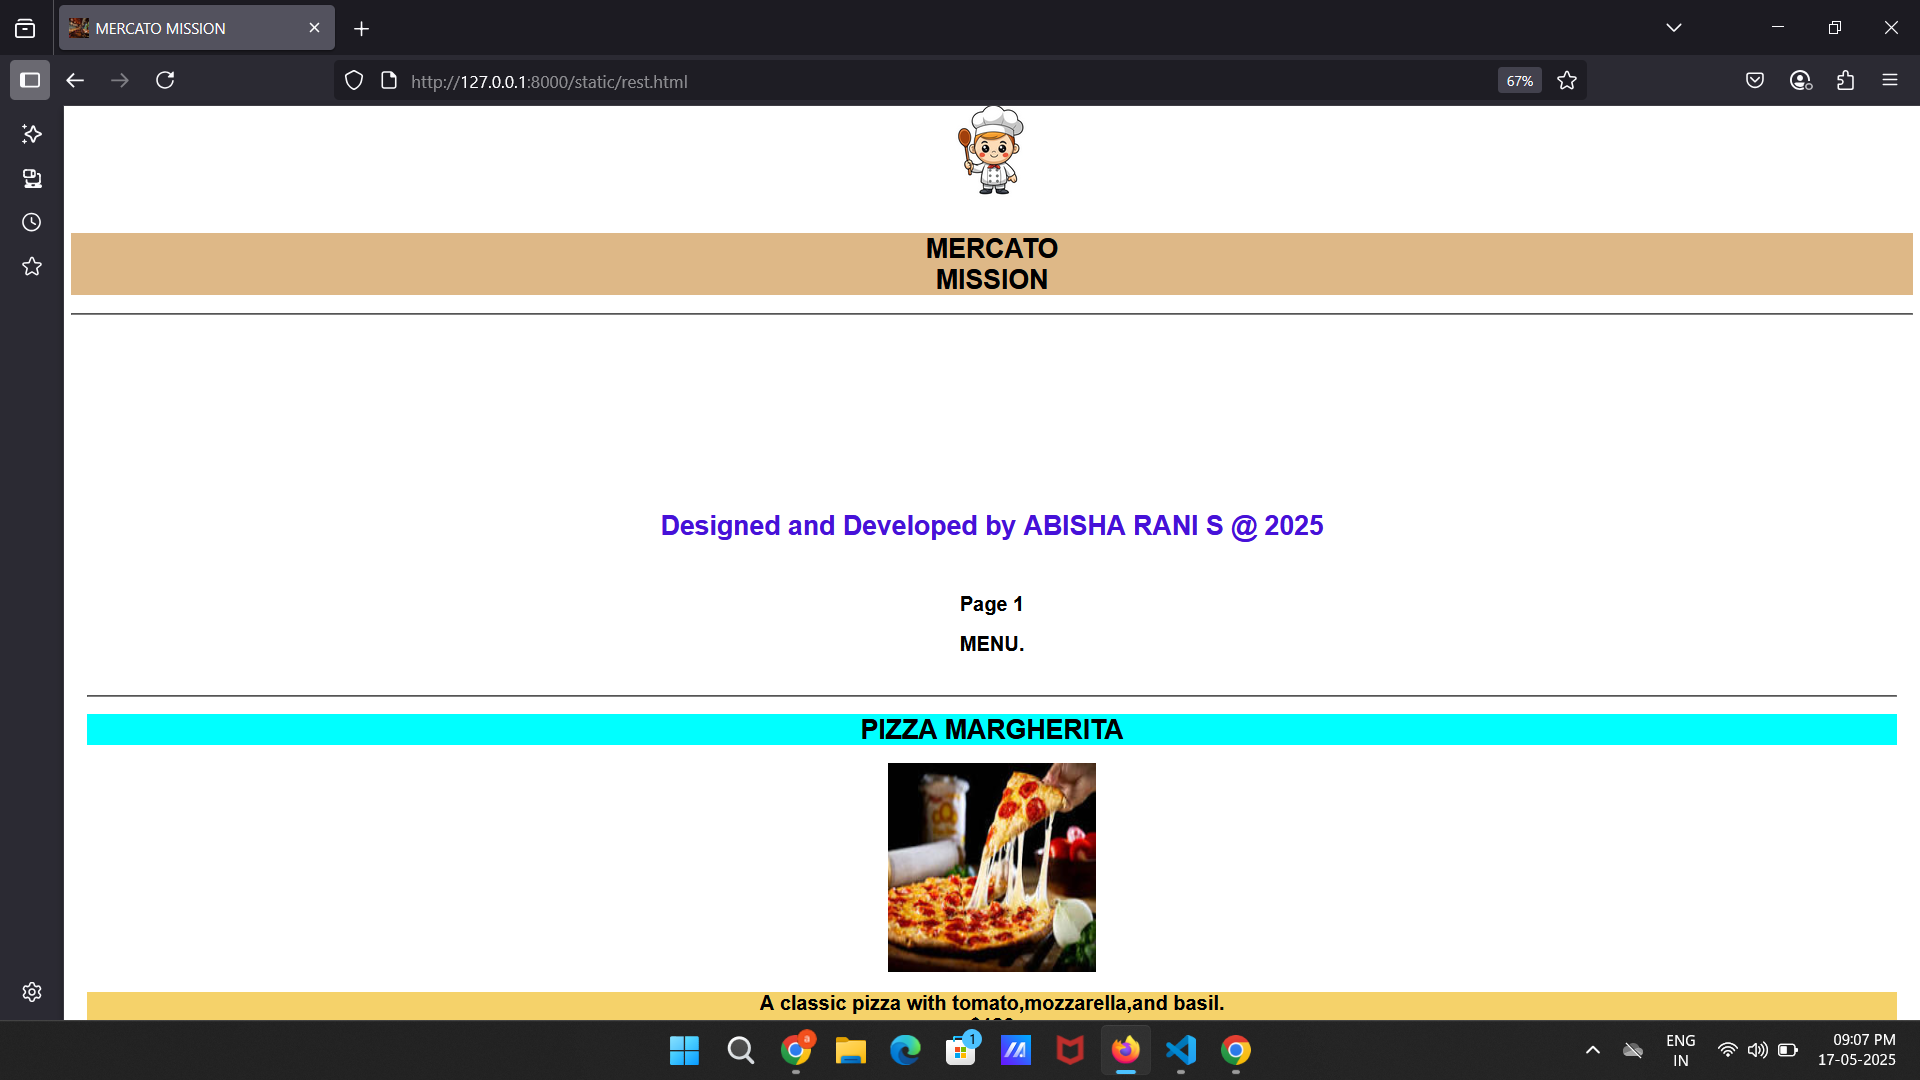 MERCATO MISSION
http://127.0.0.1:8000/static/rest.html
67%
MERCATO
MISSION
Designed and Developed by ABISHA RANI S @ 2025
Page 1
MENU.
PIZZA MARGHERITA
A classic pizza with tomato,mozzarella,and basil.
a
1
ENG
IN
09:07 PM
17-05-2025